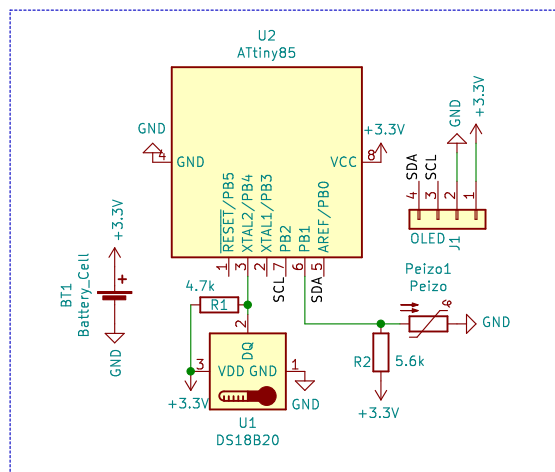 U2
ATtiny85
GND
4
GND
VCC
8
+3.3V
RESET/PB5
XTAL2/PB4
XTAL1/PB3
PB2
PB1
AREF/PB0
1
3
2
7
6
5
SCL
SDA
GND
+3.3V
SDA
SCL
4
3
2
1
OLED
J1
+3.3V
BT1
Battery_Cell
+
GND
4.7k
R1
2
DQ
3
VDD
GND
1
+3.3V
GND
U1
DS18B20
Peizo1
Peizo
GND
R2
5.6k
+3.3V